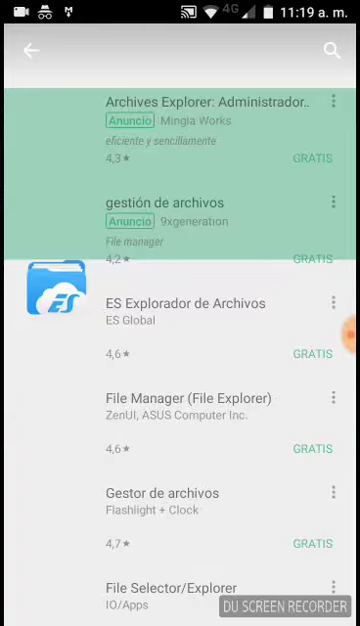 4G 11:19 a. m.
Archives Explorer: Administrador..
Anuncio Mingia Works
eficiente y sencillamente
4,3★ GRATIS
gestión de archivos
Anuncio 9xgeneration
File manager
4,2★ GRATIS
ES
ES Explorador de Archivos
ES Global
4,6★ GRATIS
File Manager (File Explorer)
ZenUI, ASUS Computer Inc.
4,6★ GRATIS
Gestor de archivos
Flashlight + Clock
4,7★ GRATIS
File Selector/Explorer
IO/Apps
DU SCREEN RECORDER